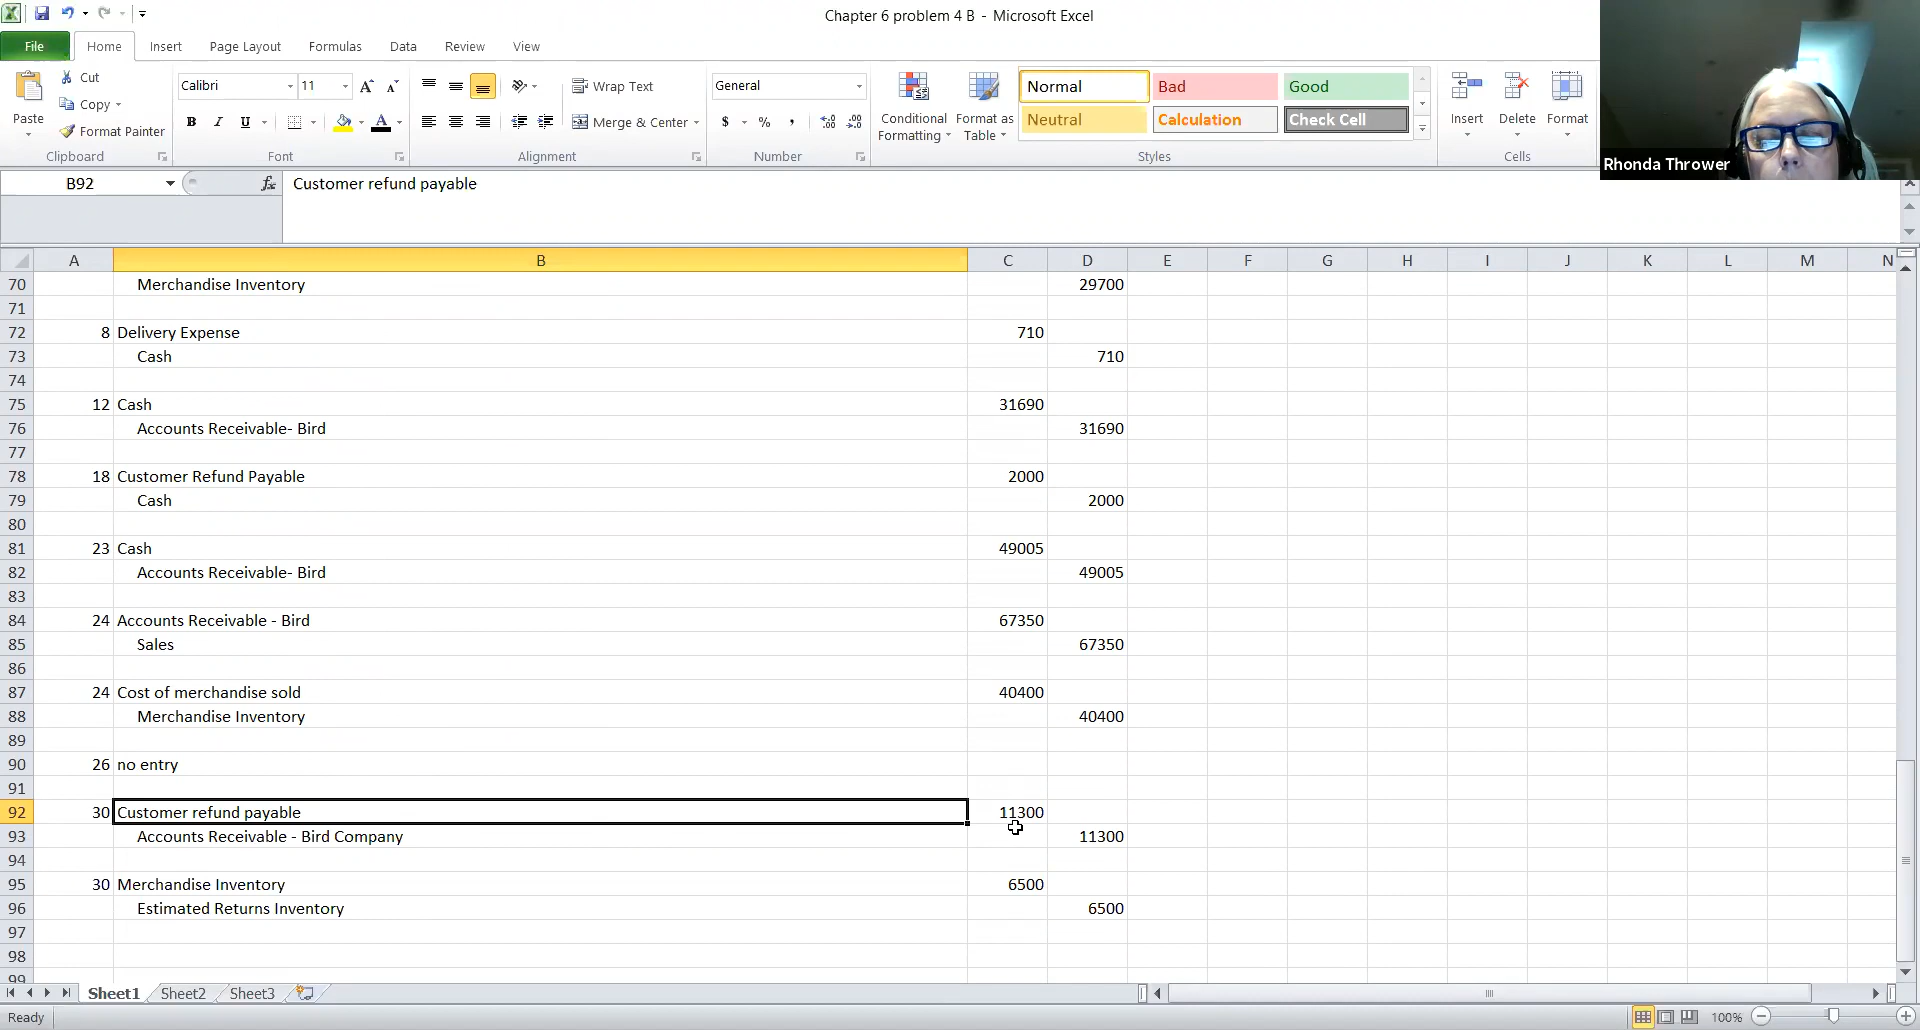 Chapter 6 problem 4 B - Microsoft Excel
File Home Insert Page Layout Formulas Data Review View
Paste
Cut
Copy
Format Painter
Clipboard
Calibri 11 A A
B I U A
Font
Wrap Text
Merge & Center
Alignment
General
$ % ,
Number
Conditional Formatting
Format as Table
Normal Bad Good
Neutral Calculation Check Cell
Styles
Insert Delete Format
Cells
Rhonda Thrower
B92 fx Customer refund payable
A B C D E F G H I J K L M N
70 Merchandise Inventory 29700
71
72 8 Delivery Expense 710
73 Cash 710
74
75 12 Cash 31690
76 Accounts Receivable- Bird 31690
77
78 18 Customer Refund Payable 2000
79 Cash 2000
80
81 23 Cash 49005
82 Accounts Receivable- Bird 49005
83
84 24 Accounts Receivable - Bird 67350
85 Sales 67350
86
87 24 Cost of merchandise sold 40400
88 Merchandise Inventory 40400
89
90 26 no entry
91
92 30 Customer refund payable 11300
93 Accounts Receivable - Bird Company 11300
94
95 30 Merchandise Inventory 6500
96 Estimated Returns Inventory 6500
97
98
99
Sheet1 Sheet2 Sheet3
Ready 100%